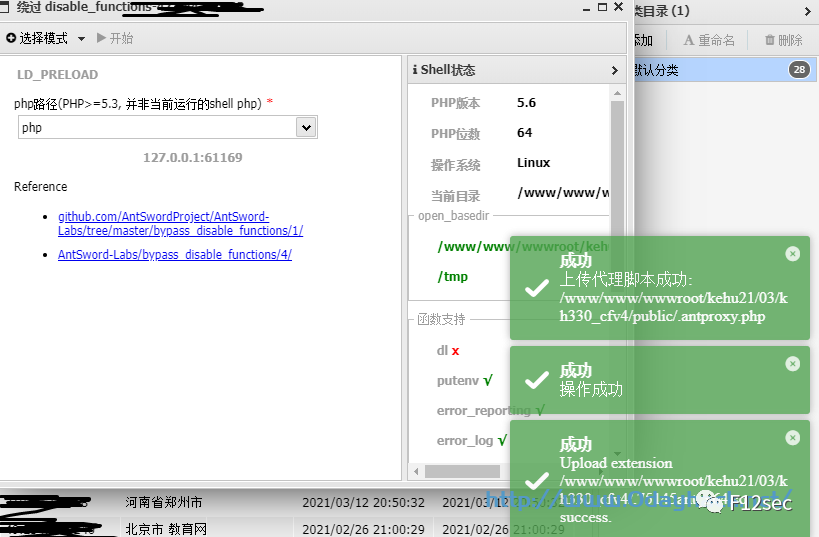 绕过 disable_functions
类目录 (1)
选择模式
开始
添加
重命名
删除
LD_PRELOAD
php路径(PHP>=5.3, 并非当前运行的shell php) *
php
127.0.0.1:61169
Reference
github.com/AntSwordProject/AntSword-
Labs/tree/master/bypass_disable_functions/1/
AntSword-Labs/bypass_disable_functions/4/
Shell状态
默认分类
28
PHP版本 5.6
PHP位数 64
操作系统 Linux
当前目录 /www/www/w
open_basedir
/www/www/wwwroot/keh
/tmp
函数支持
dl x
putenv √
error_reporting √
error_log √
成功
上传代理脚本成功:
/www/www/wwwroot/kehu21/03/k
h330_cfv4/public/.antproxy.php
成功
操作成功
成功
Upload extension
/www/www/wwwroot/kehu21/03/k
success.
河南省郑州市 2021/03/12 20:50:32 2021/03/12 20:50:32
北京市 教育网 2021/02/26 21:00:29 2021/02/26 21:00:29
F12sec